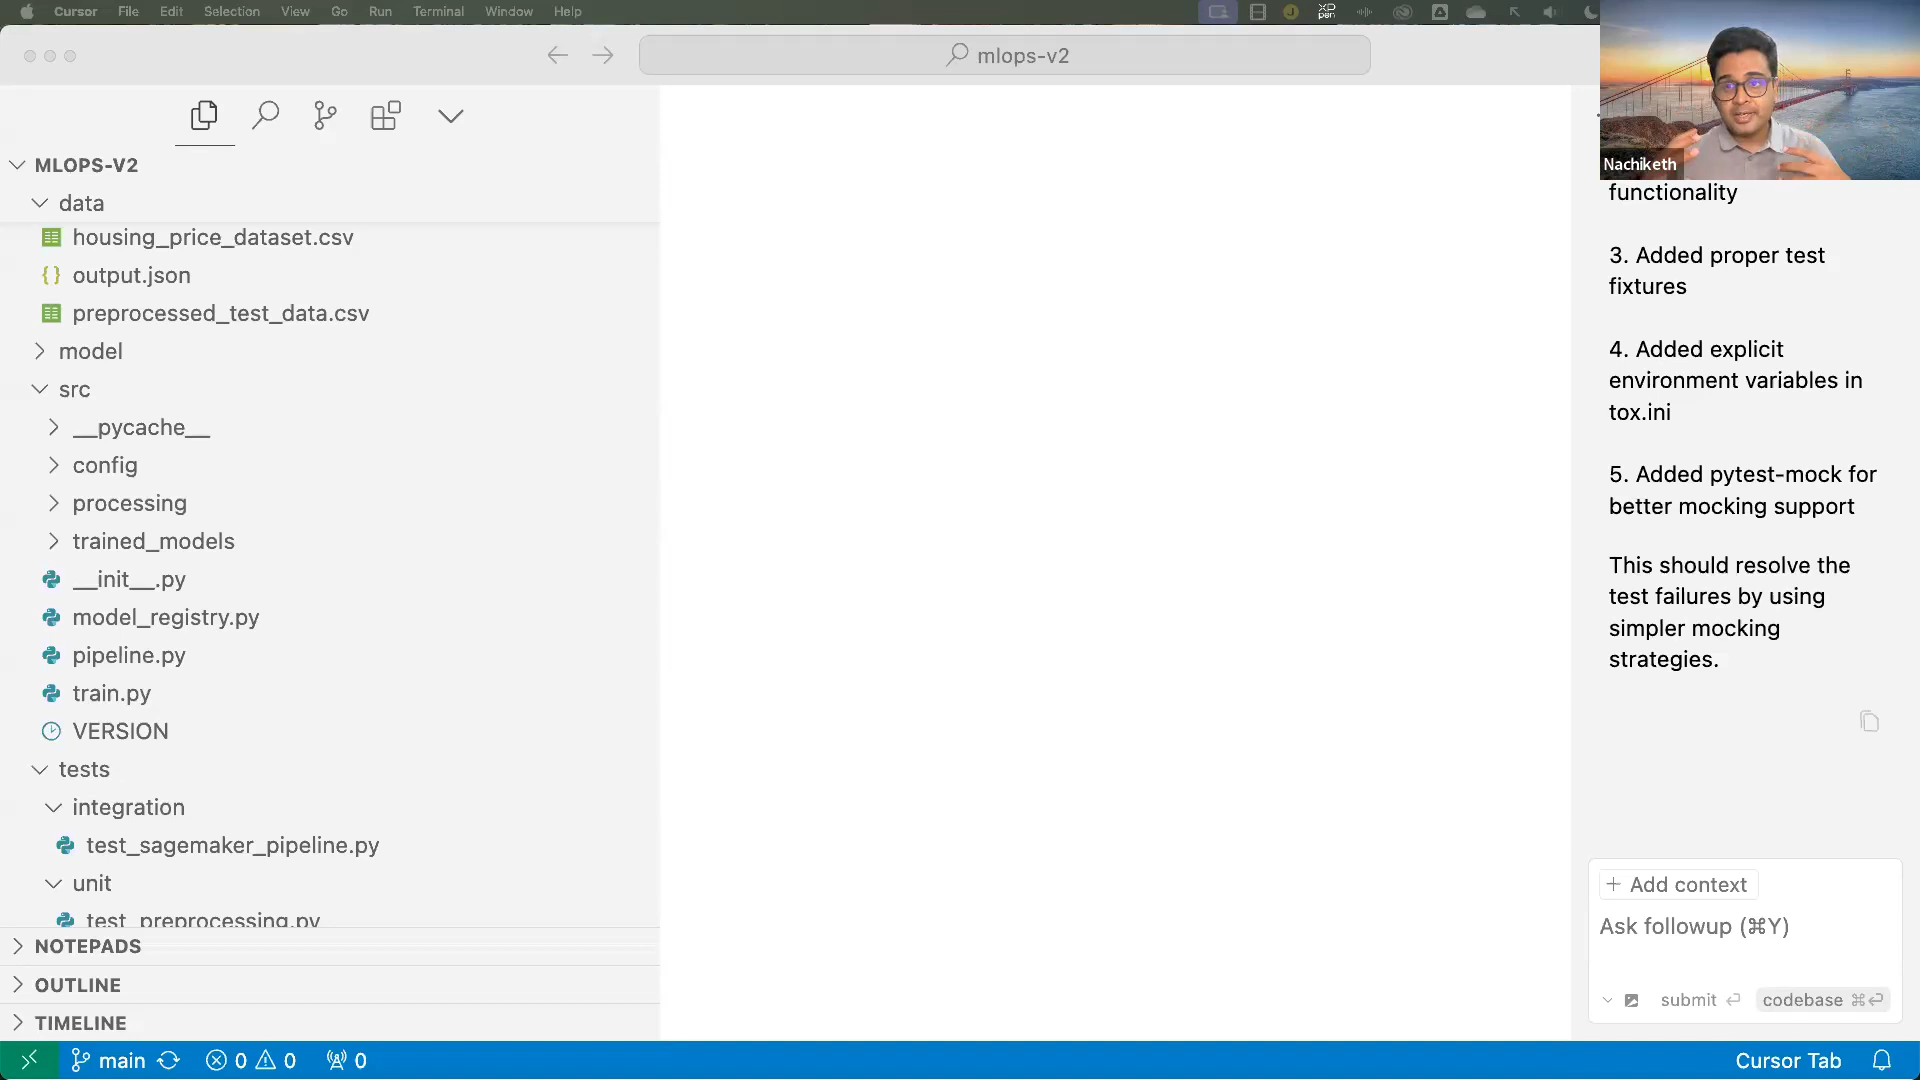 Cursor File Edit Selection View Go Run Terminal Window Help
mlops-v2
Nachiketh
MLOPS-V2
data
housing_price_dataset.csv
output.json
preprocessed_test_data.csv
model
src
__pycache__
config
processing
trained_models
__init__.py
model_registry.py
pipeline.py
train.py
VERSION
tests
integration
test_sagemaker_pipeline.py
unit
test_preprocessing.py
NOTEPADS
OUTLINE
TIMELINE
functionality
3. Added proper test
fixtures
4. Added explicit
environment variables in
tox.ini
5. Added pytest-mock for
better mocking support
This should resolve the
test failures by using
simpler mocking
strategies.
+ Add context
Ask followup (⌘Y)
submit ⏎ codebase ⌘⏎
main 0 0 0 Cursor Tab